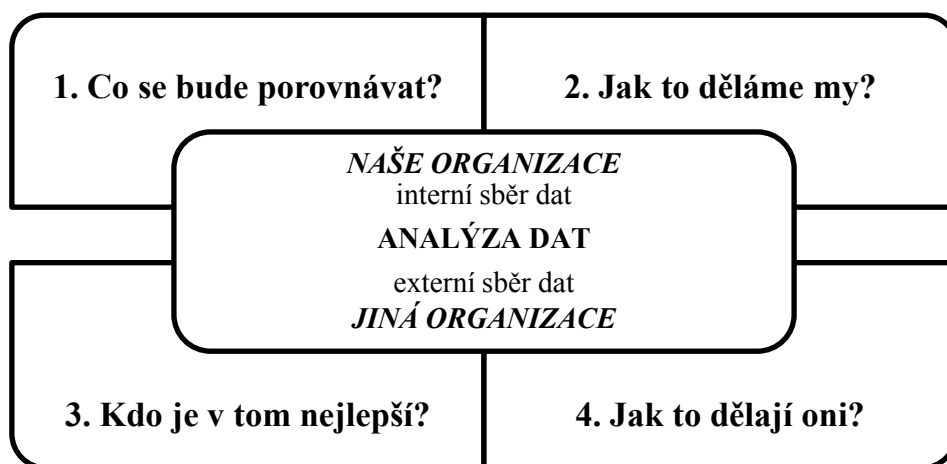 1. Co se bude porovnávat?
2. Jak to děláme my?
NAŠE ORGANIZACE
interní sběr dat
ANALÝZA DAT
externí sběr dat
JINÁ ORGANIZACE
3. Kdo je v tom nejlepší?
4. Jak to dělají oni?